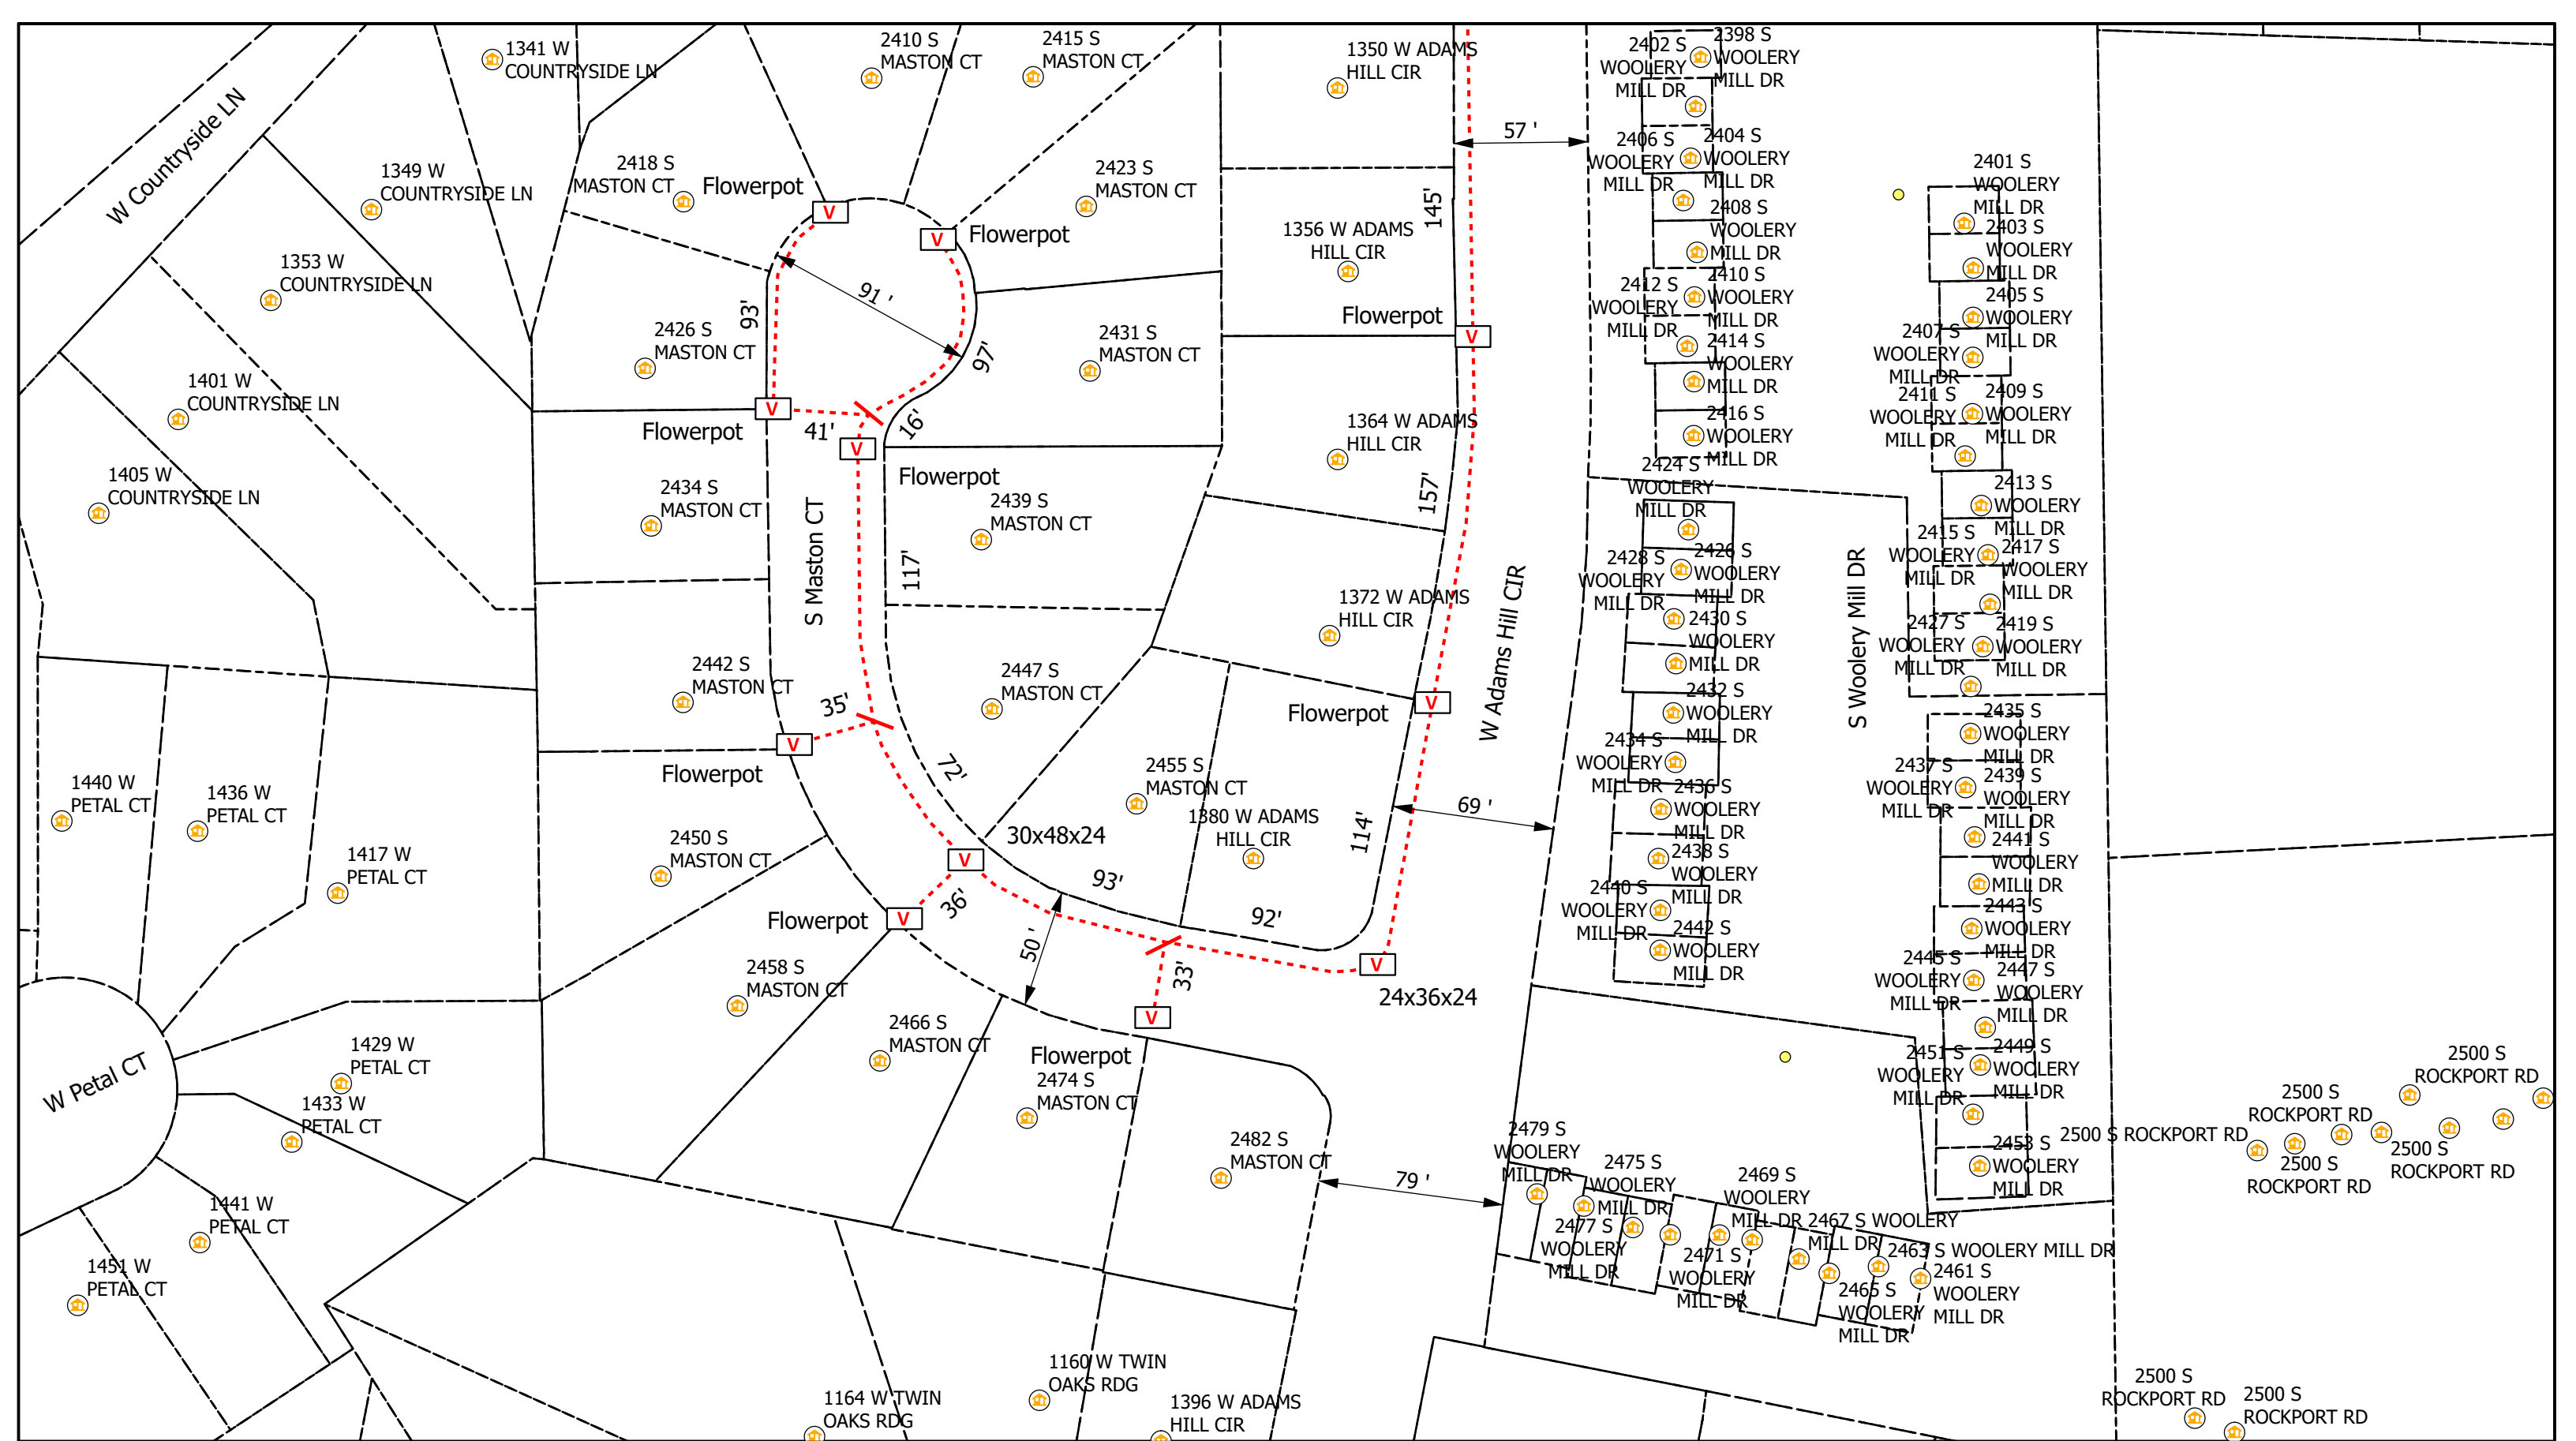 1341 W
COUNTRYSIDE LN
2410 S
MASTON CT
2415 S
MASTON CT
1350 W ADAMS
HILL CIR
2402 S
WOOLERY
MILL DR
2398 S
WOOLERY
MILL DR
W Countryside LN
1349 W
COUNTRYSIDE LN
2418 S
MASTON CT
Flowerpot
2423 S
MASTON CT
57 '
145'
2406 S
WOOLERY
MILL DR
2404 S
WOOLERY
MILL DR
2401 S
WOOLERY
MILL DR
1353 W
COUNTRYSIDE LN
Flowerpot
1356 W ADAMS
HILL CIR
2408 S
WOOLERY
MILL DR
2403 S
WOOLERY
MILL DR
93'
91 '
97'
2426 S
MASTON CT
2431 S
MASTON CT
Flowerpot
2412 S
WOOLERY
MILL DR
2410 S
WOOLERY
MILL DR
2405 S
WOOLERY
MILL DR
2407 S
WOOLERY
MILL DR
2414 S
WOOLERY
MILL DR
1401 W
COUNTRYSIDE LN
Flowerpot
41'
16'
1364 W ADAMS
HILL CIR
2416 S
WOOLERY
MILL DR
2411 S
WOOLERY
MILL DR
2409 S
WOOLERY
MILL DR
1405 W
COUNTRYSIDE LN
2434 S
MASTON CT
Flowerpot
2439 S
MASTON CT
157'
2424 S
WOOLERY
MILL DR
2413 S
WOOLERY
MILL DR
S Maston CT
117'
2428 S
WOOLERY
MILL DR
2426 S
WOOLERY
MILL DR
2415 S
WOOLERY
MILL DR
2417 S
WOOLERY
MILL DR
1372 W ADAMS
HILL CIR
W Adams Hill CIR
2430 S
WOOLERY
MILL DR
S Woolery Mill DR
2427 S
WOOLERY
MILL DR
2419 S
WOOLERY
MILL DR
2442 S
MASTON CT
35'
2447 S
MASTON CT
Flowerpot
2432 S
WOOLERY
MILL DR
2435 S
WOOLERY
MILL DR
Flowerpot
72'
2455 S
MASTON CT
2434 S
WOOLERY
MILL DR
2437 S
WOOLERY
MILL DR
2439 S
WOOLERY
MILL DR
1440 W
PETAL CT
1436 W
PETAL CT
30x48x24
1380 W ADAMS
HILL CIR
114'
69 '
2436 S
WOOLERY
MILL DR
2441 S
WOOLERY
MILL DR
1417 W
PETAL CT
2450 S
MASTON CT
93'
2438 S
WOOLERY
MILL DR
Flowerpot
36'
92'
2440 S
WOOLERY
MILL DR
2442 S
WOOLERY
MILL DR
2443 S
WOOLERY
MILL DR
50 '
2458 S
MASTON CT
33'
24x36x24
2445 S
WOOLERY
MILL DR
2447 S
WOOLERY
MILL DR
2466 S
MASTON CT
Flowerpot
2451 S
WOOLERY
MILL DR
2449 S
WOOLERY
MILL DR
W Petal CT
1429 W
PETAL CT
2474 S
MASTON CT
2500 S
ROCKPORT RD
2500 S
ROCKPORT RD
1433 W
PETAL CT
2500 S ROCKPORT RD
2500 S
ROCKPORT RD
2500 S
ROCKPORT RD
2482 S
MASTON CT
79 '
2479 S
WOOLERY
MILL DR
2475 S
WOOLERY
MILL DR
2469 S
WOOLERY
MILL DR
2453 S
WOOLERY
MILL DR
1441 W
PETAL CT
2477 S
WOOLERY
MILL DR
2471 S
WOOLERY
MILL DR
2467 S WOOLERY
MILL DR
2463 S WOOLERY MILL DR
2461 S
WOOLERY
MILL DR
2465 S
WOOLERY
MILL DR
1451 W
PETAL CT
1164 W TWIN
OAKS RDG
1160 W TWIN
OAKS RDG
1396 W ADAMS
HILL CIR
2500 S
ROCKPORT RD
2500 S
ROCKPORT RD
V
V
V
V
V
V
V
V
V
V
V